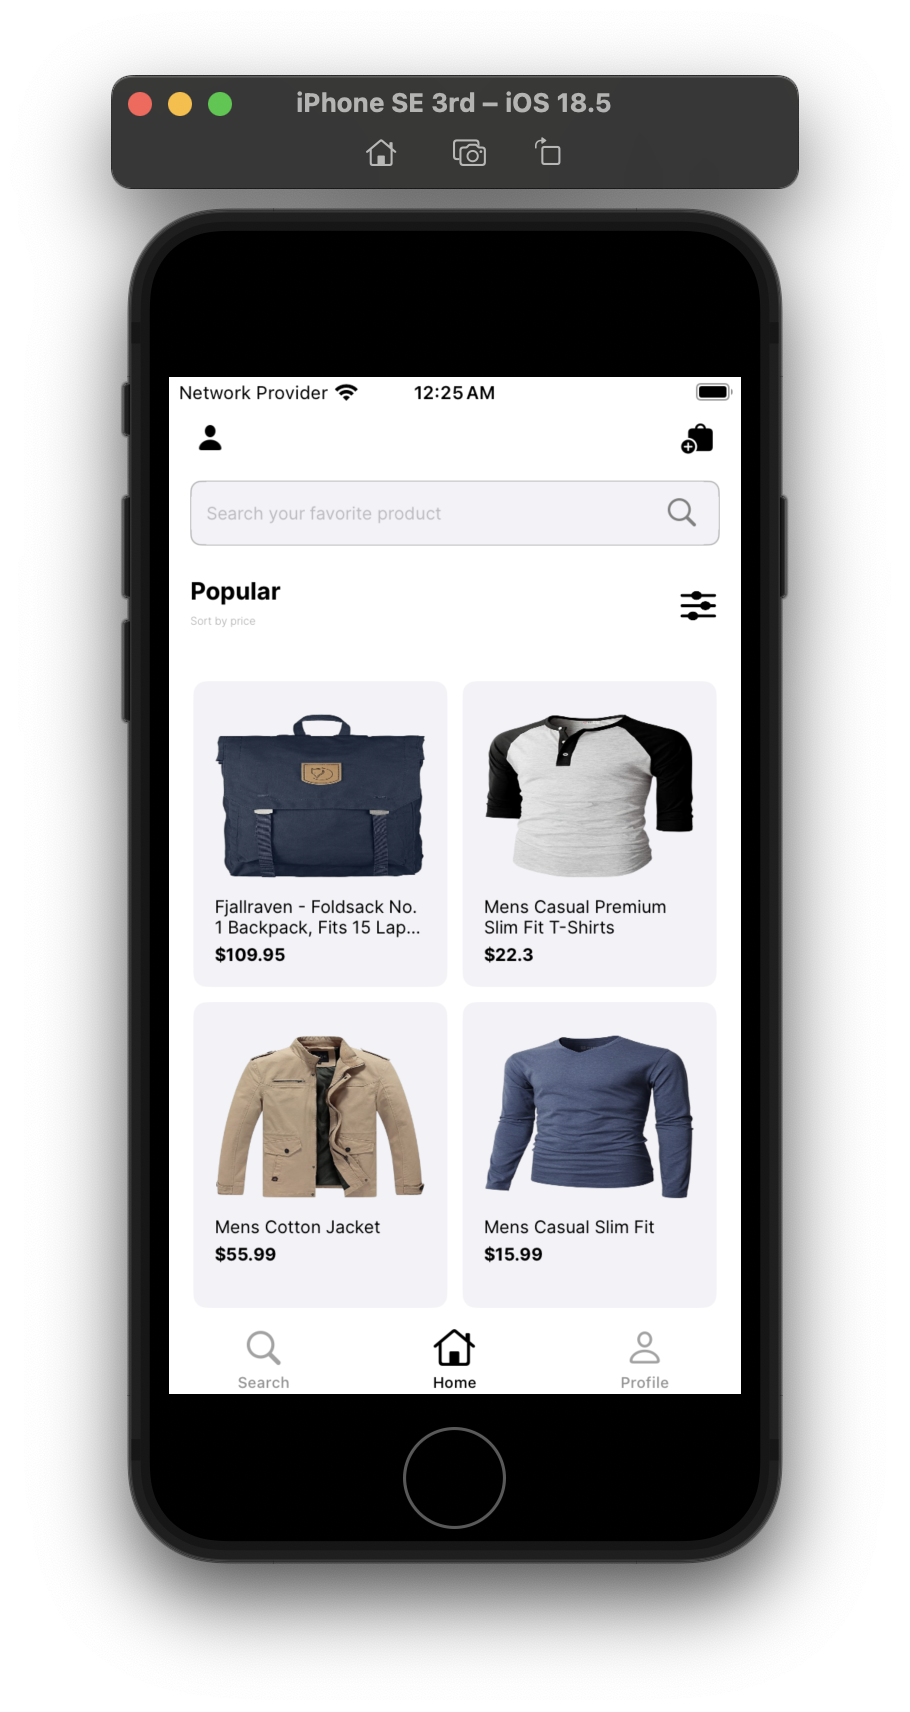 iPhone SE 3rd – iOS 18.5
Network Provider 12:25 AM
Search your favorite product
Popular
Sort by price
Fjallraven - Foldsack No.
1 Backpack, Fits 15 Lap...
$109.95
Mens Casual Premium
Slim Fit T-Shirts
$22.3
Mens Cotton Jacket
$55.99
Mens Casual Slim Fit
$15.99
Search
Home
Profile